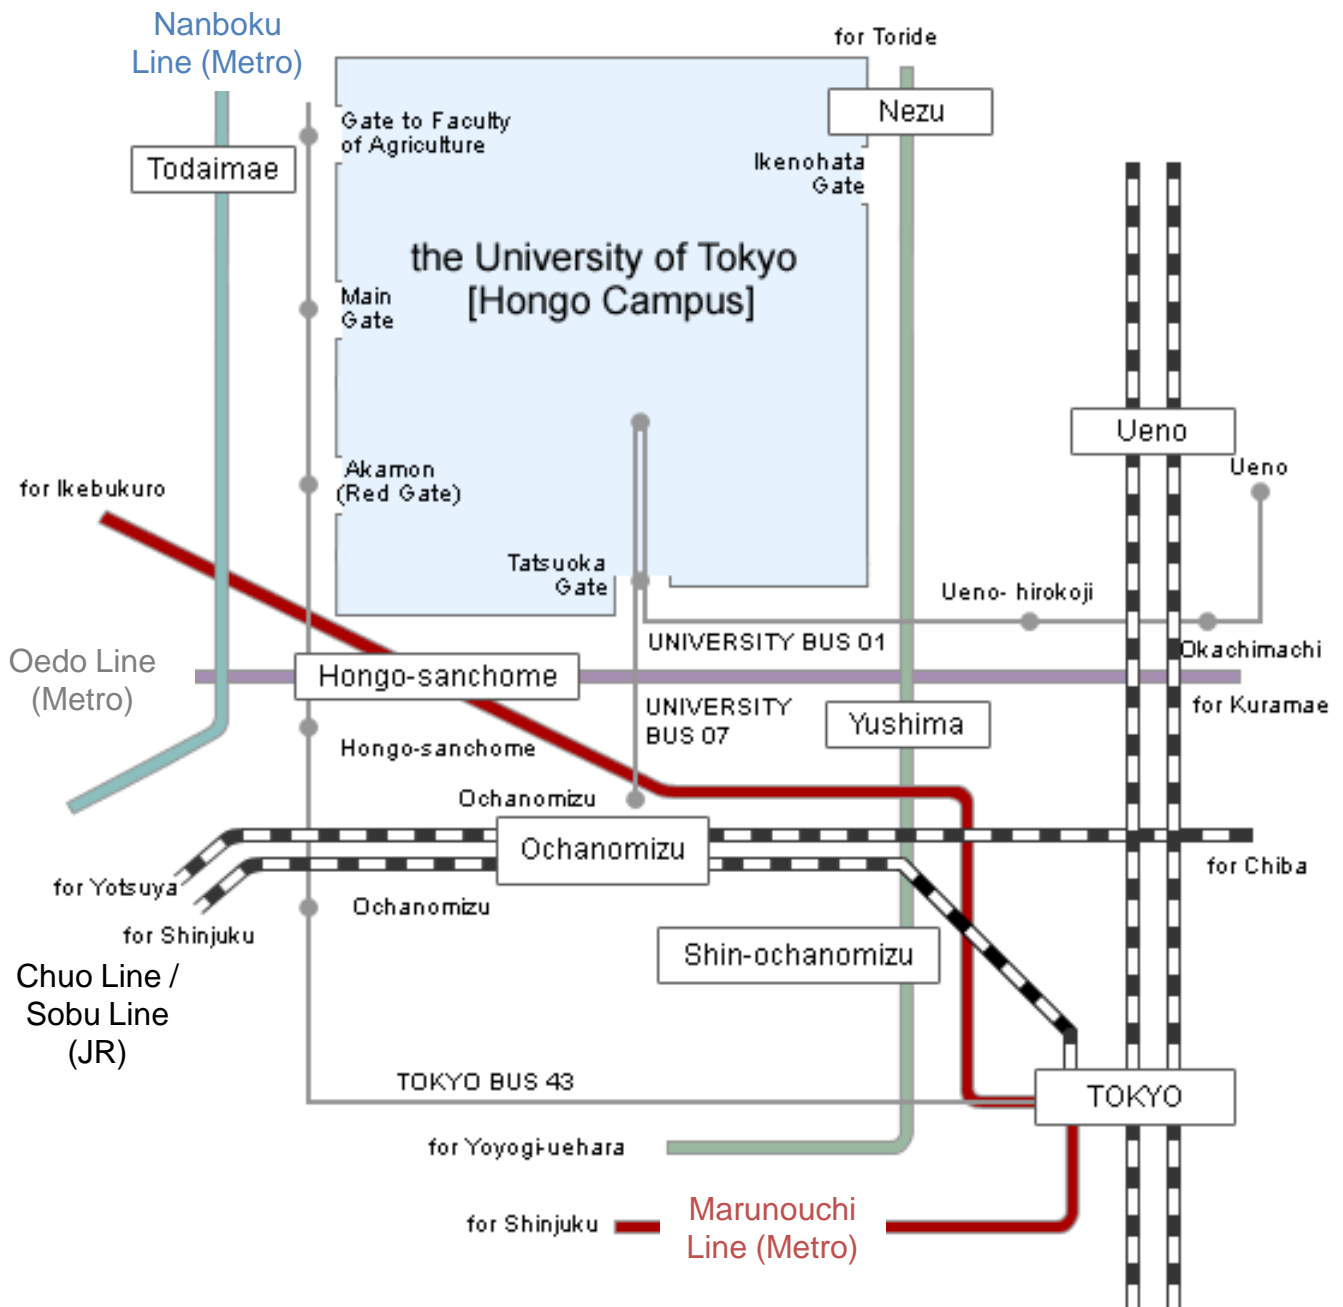 Nanboku
Line (Metro)
for Toride
Nezu
Gate to Faculty
of Agriculture
Todaimae
Ikenohata
Gate
the University of Tokyo
[Hongo Campus]
Main
Gate
Ueno
Ueno
Akamon
(Red Gate)
for Ikebukuro
Tatsuoka
Gate
Ueno- hirokoji
UNIVERSITY BUS 01
Okachimachi
Oedo Line
(Metro)
Hongo-sanchome
for Kuramae
UNIVERSITY
BUS 07
Yushima
Hongo-sanchome
Ochanomizu
Ochanomizu
for Chiba
for Yotsuya
Ochanomizu
for Shinjuku
Shin-ochanomizu
Chuo Line /
Sobu Line
(JR)
TOKYO BUS 43
TOKYO
for Yoyogi-uehara
for Shinjuku
Marunouchi
Line (Metro)